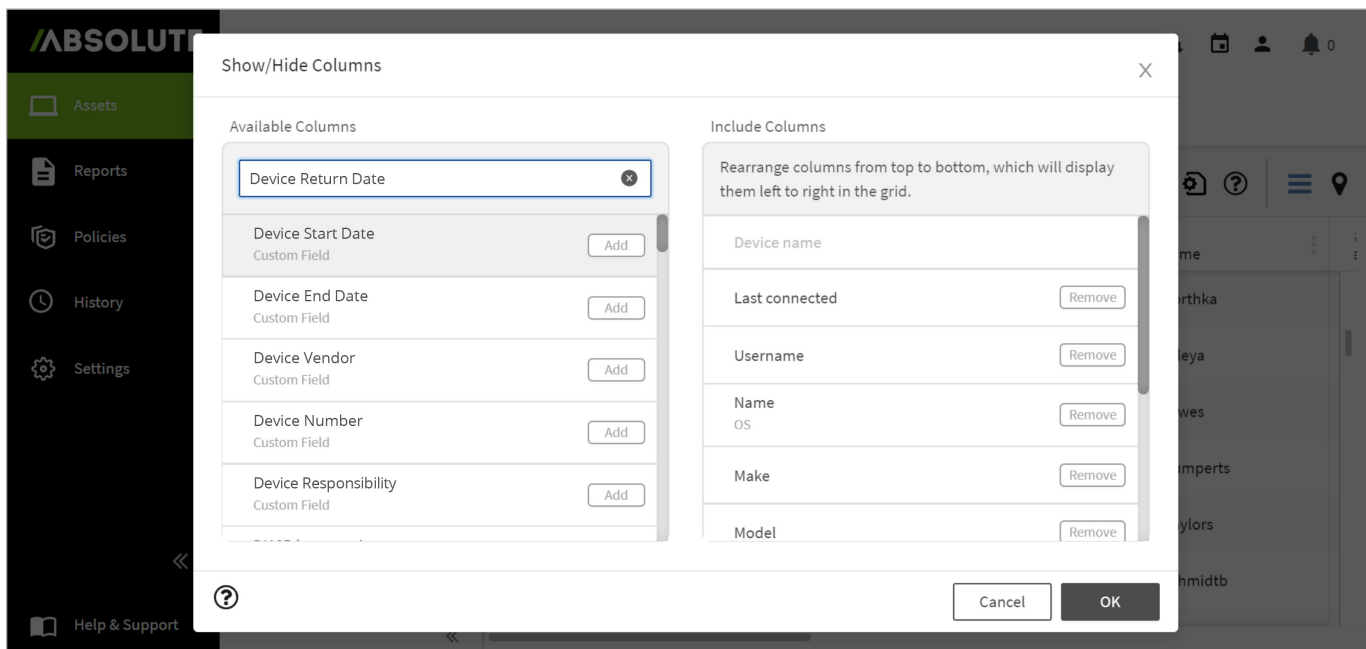 ABSOLUTE
0
Assets
Reports
Policies
History
Settings
Help & Support
Show/Hide Columns
X
Available Columns
Device Return Date
Device Start Date
Custom Field
Add
Device End Date
Custom Field
Add
Device Vendor
Custom Field
Add
Device Number
Custom Field
Add
Device Responsibility
Custom Field
Add
Include Columns
Rearrange columns from top to bottom, which will display
them left to right in the grid.
Device name
Last connected
Remove
Username
Remove
Name
OS
Remove
Make
Remove
Model
Remove
Cancel
OK
me
rthka
leya
wes
mperts
ylors
hmidtb